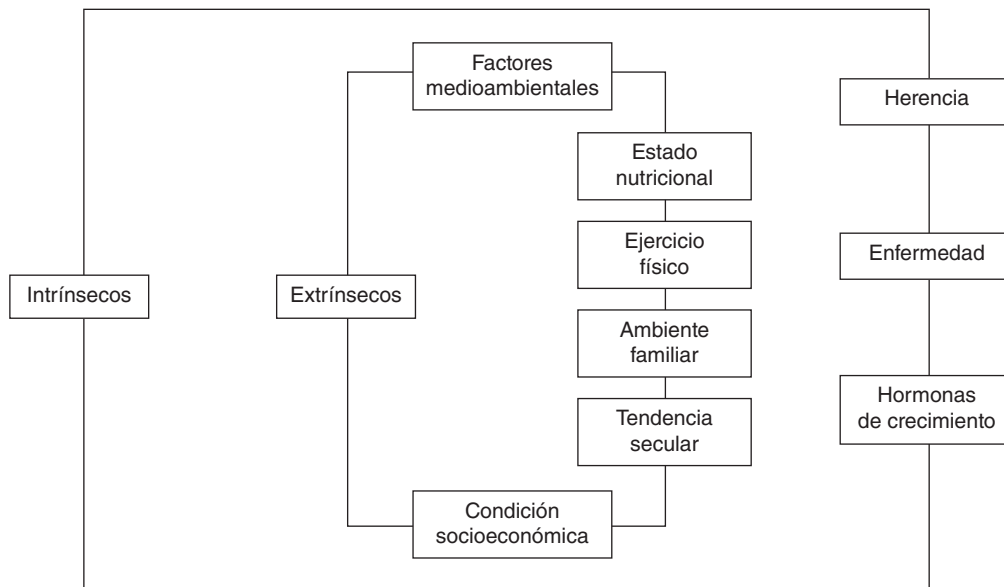 Factores
medioambientales
Herencia
Estado
nutricional
Ejercicio
físico
Enfermedad
Intrínsecos
Extrínsecos
Ambiente
familiar
Hormonas
de crecimiento
Tendencia
secular
Condición
socioeconómica